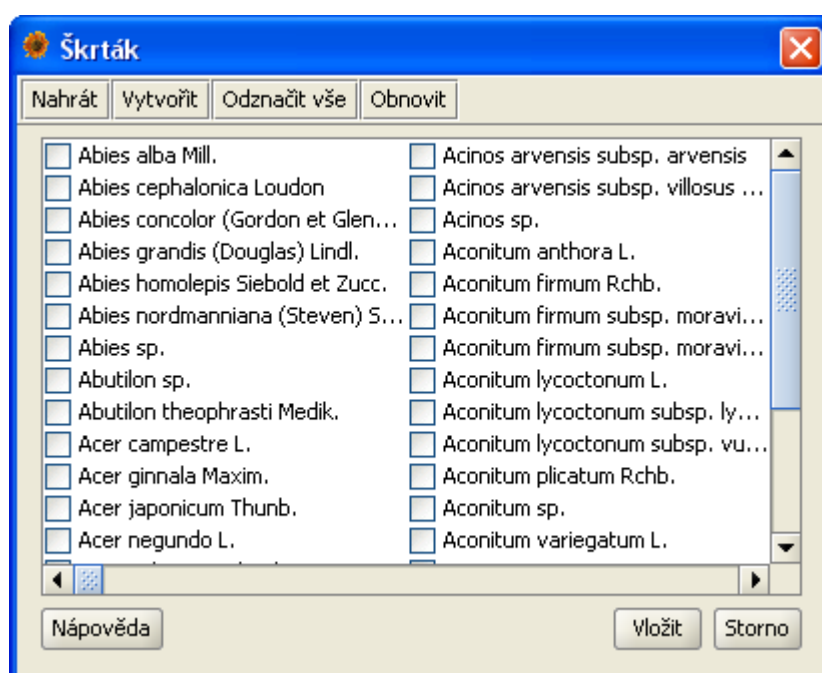 Škrták
Nahrát Vytvořit Odznačit vše Obnovit
Abies alba Mill.
Abies cephalonica Loudon
Abies concolor (Gordon et Glen...
Abies grandis (Douglas) Lindl.
Abies homolepis Siebold et Zucc.
Abies nordmanniana (Steven) S...
Abies sp.
Abutilon sp.
Abutilon theophrasti Medik.
Acer campestre L.
Acer ginnala Maxim.
Acer japonicum Thunb.
Acer negundo L.
Acinos arvensis subsp. arvensis
Acinos arvensis subsp. villosus ...
Acinos sp.
Aconitum anthora L.
Aconitum firmum Rchb.
Aconitum firmum subsp. moravi...
Aconitum firmum subsp. moravi...
Aconitum lycoctonum L.
Aconitum lycoctonum subsp. ly...
Aconitum lycoctonum subsp. vu...
Aconitum plicatum Rchb.
Aconitum sp.
Aconitum variegatum L.
Nápověda Vložit Storno